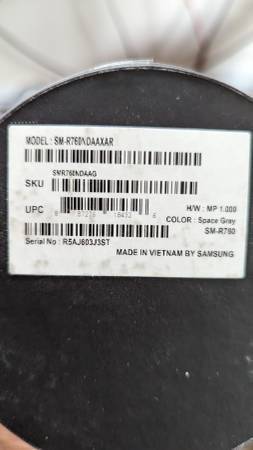 MODEL : SM-R760NDAAXAR
SMR760NDAAG
SKU
UPC
H/W : MP 1.000
COLOR : Space Gray
SM-R760
Serial No : R5AJ603J3ST
MADE IN VIETNAM BY SAMSUNG